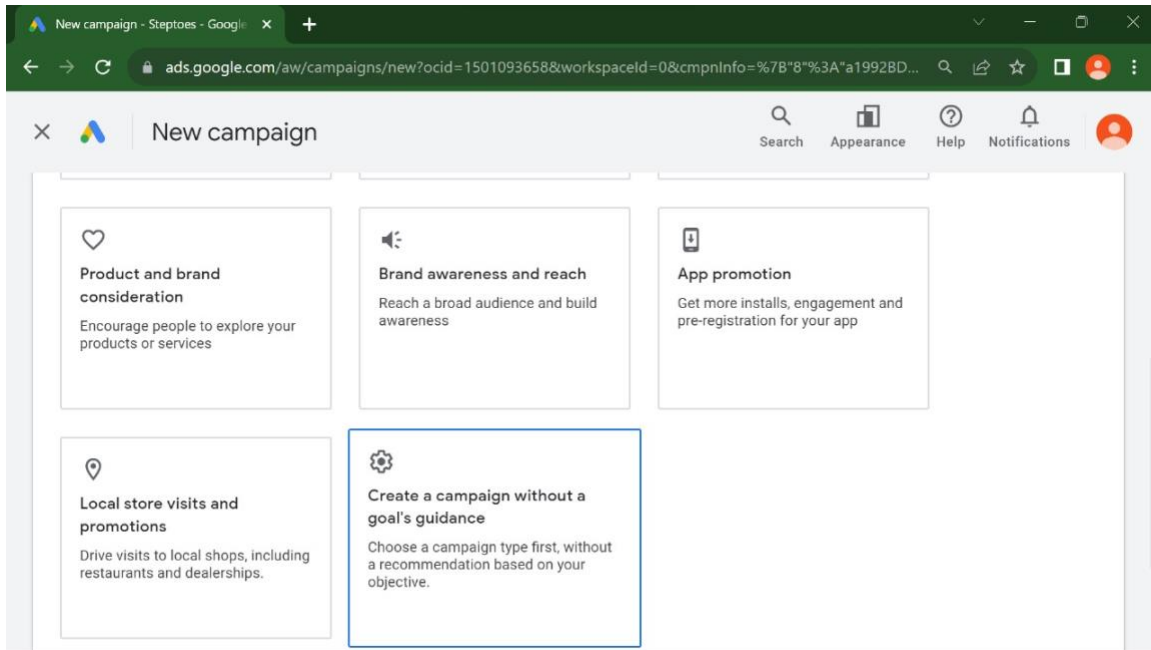 New campaign - Steptoes - Google
ads.google.com/aw/campaigns/new?ocid=1501093658&workspaceId=0&cmpnInfo=%7B"8"%3A"a1992BD...
New campaign
Search
Appearance
Help
Notifications
Product and brand
consideration
Encourage people to explore your
products or services
Brand awareness and reach
Reach a broad audience and build
awareness
App promotion
Get more installs, engagement and
pre-registration for your app
Local store visits and
promotions
Drive visits to local shops, including
restaurants and dealerships.
Create a campaign without a
goal's guidance
Choose a campaign type first, without
a recommendation based on your
objective.